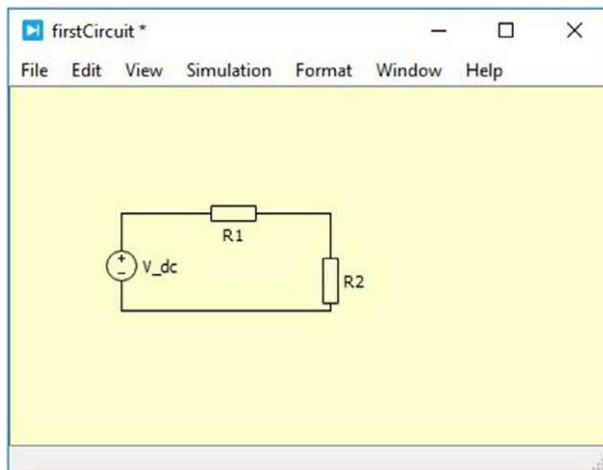 firstCircuit *
File Edit View Simulation Format Window Help
R1
V_dc
R2